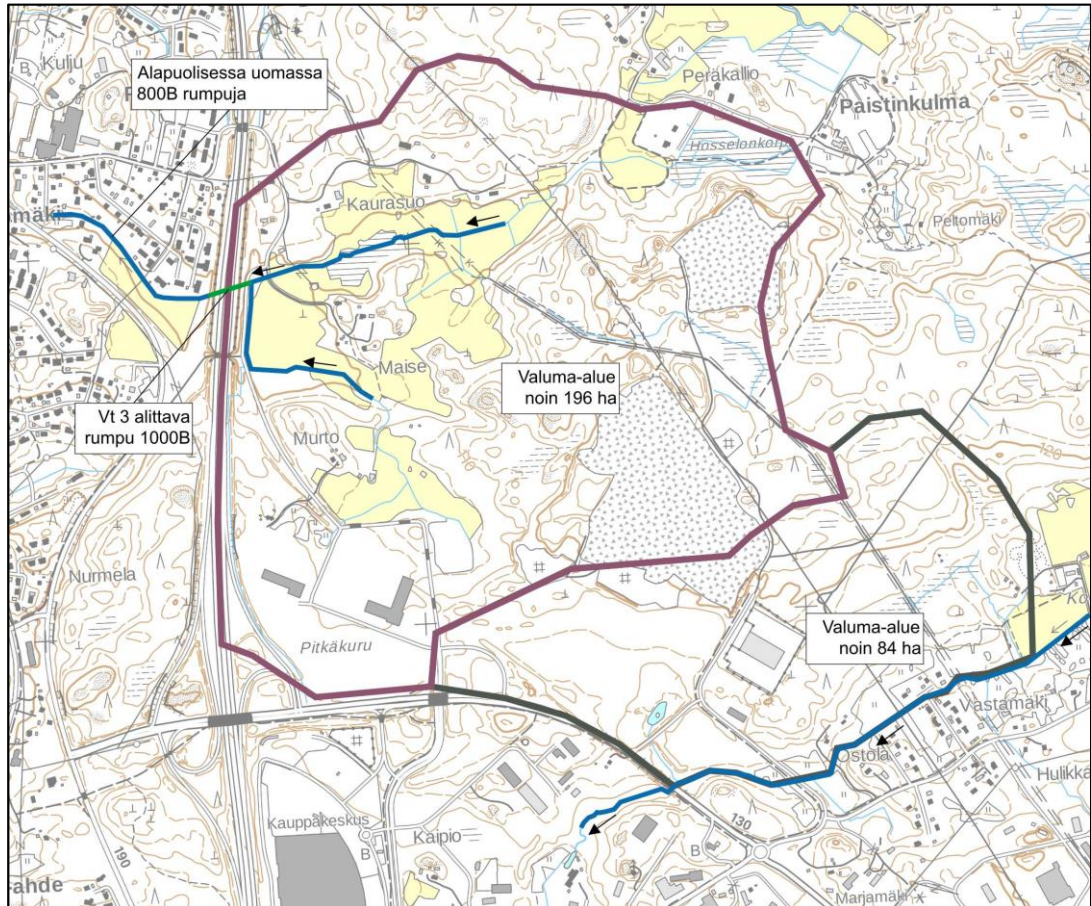 Kulju
B
Alapuolisessa uomassa
800B rumpuja
Peräkallio
Paistinkulma
Hosselonkorpi
Kaurasuo
Peltomäki
Maise
Valuma-alue
noin 196 ha
Vt 3 alittava
rumpu 1000B
Murto
120
Nurmela
Valuma-alue
noin 84 ha
Pitkäkuru
Västämäki
Ostola
Hulikka
Kauppakeskus
Kaipio
130
B
B
190
Marjamäki